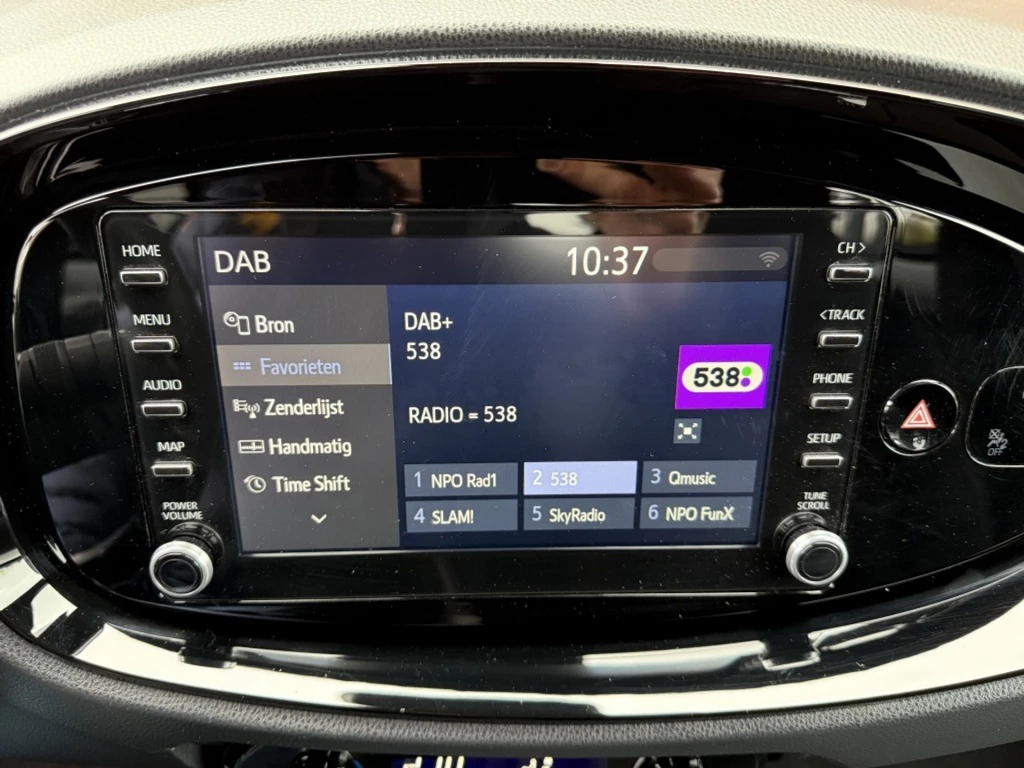 HOME
MENU
AUDIO
MAP
POWER
VOLUME
DAB
10:37
Bron
Favorieten
Zenderlijst
Handmatig
Time Shift
DAB+
538
RADIO = 538
538
1 NPO Rad1
2 538
3 Qmusic
4 SLAM!
5 SkyRadio
6 NPO FunX
CH >
< TRACK
PHONE
SETUP
TUNE
SCROLL
OFF